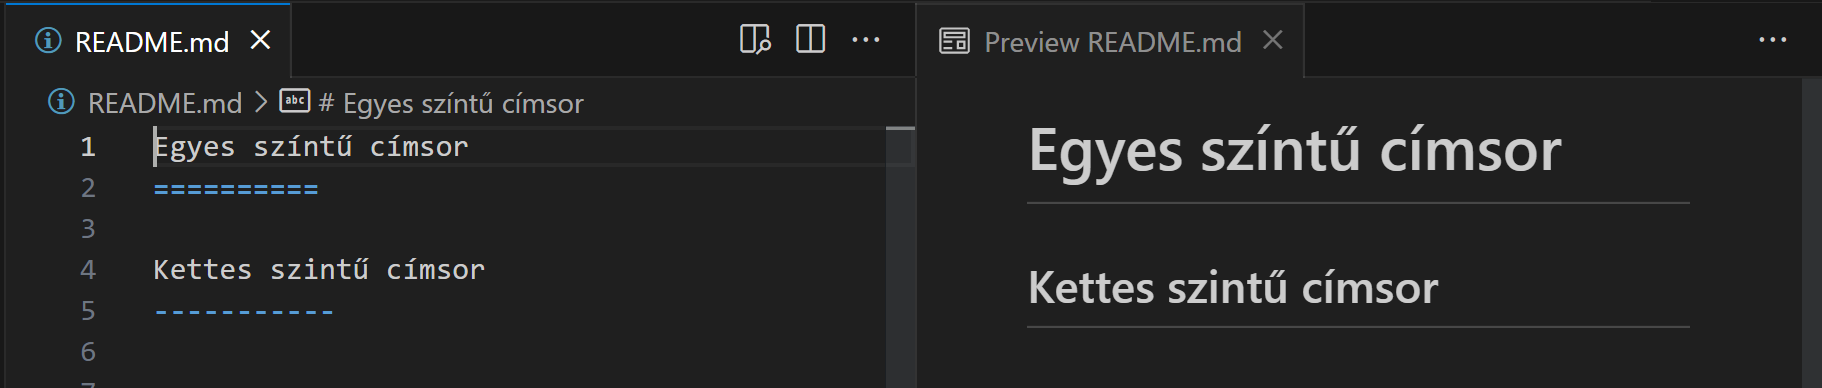 README.md
README.md > # Egyes színtű címsor
1 Egyes színtű címsor
2 ==========
3
4 Kettes szintű címsor
5 -----------
6
Preview README.md
Egyes színtű címsor
Kettes szintű címsor